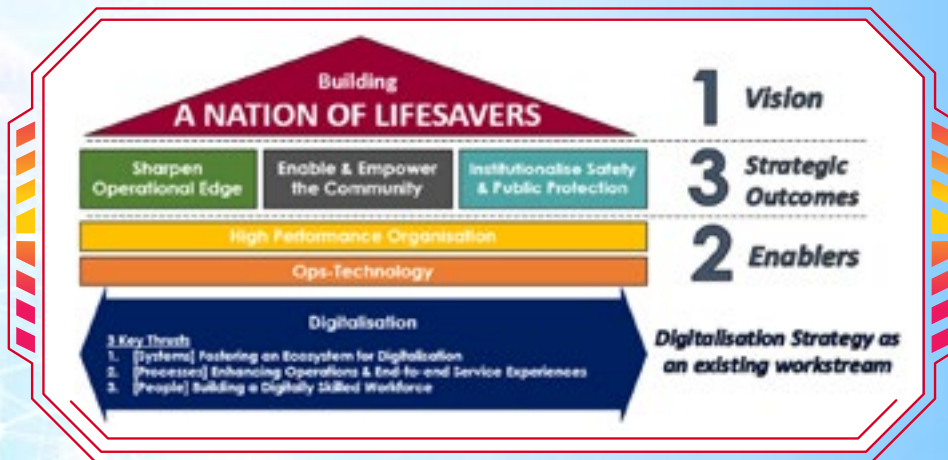 Building
A NATION OF LIFESAVERS
1 Vision
Sharpen
Operational Edge
Enable & Empower
the Community
Institutionalise Safety
& Public Protection
3 Strategic
Outcomes
High Performance Organisation
Ops-Technology
2 Enablers
Digitalisation
3 Key Thrusts
1. [Systems] Fostering an Ecosystem for Digitalisation
2. [Processes] Enhancing Operations & End-to-end Service Experiences
3. [People] Building a Digitally Skilled Workforce
Digitalisation Strategy as
an existing workstream